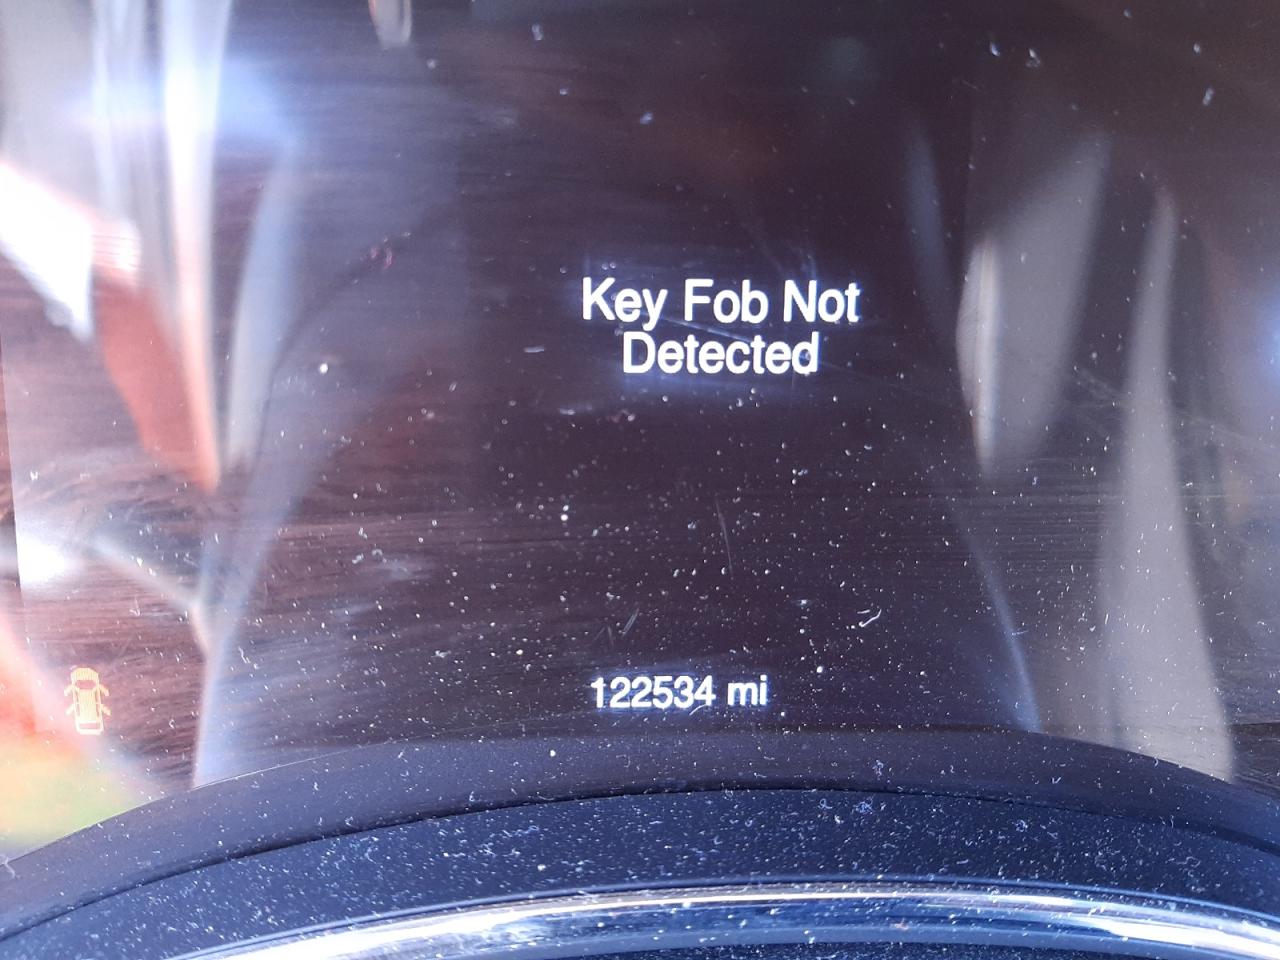 Key Fob Not
Detected
122534 mi